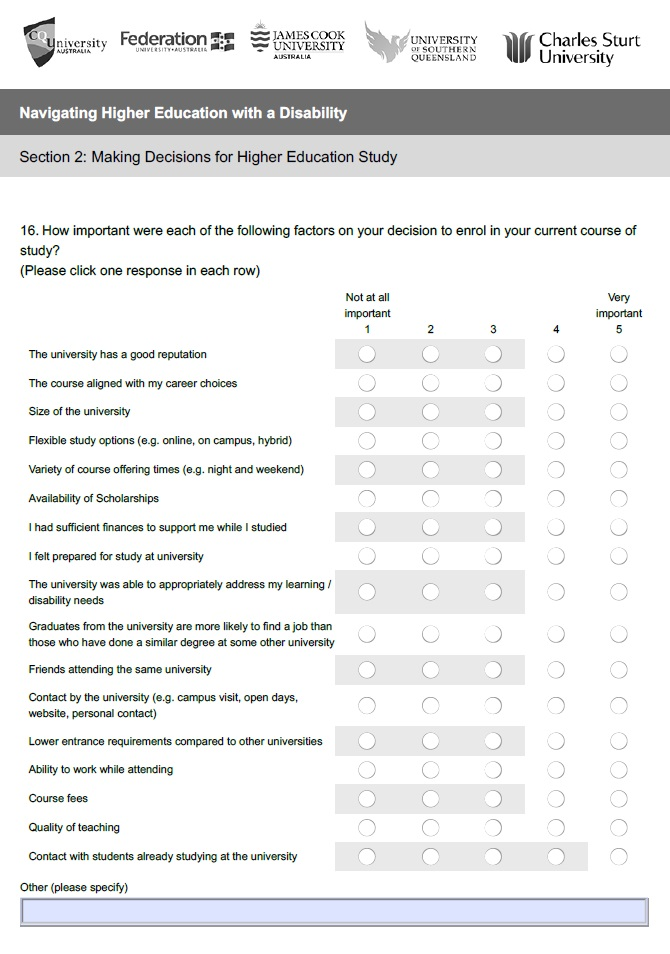 CQ
University
AUSTRALIA
Federation
UNIVERSITY • AUSTRALIA
JAMES COOK
UNIVERSITY
AUSTRALIA
UNIVERSITY
OF SOUTHERN
QUEENSLAND
Charles Sturt
University
Navigating Higher Education with a Disability
Section 2: Making Decisions for Higher Education Study
16. How important were each of the following factors on your decision to enrol in your current course of
study?
(Please click one response in each row)
Not at all Very
important important
1 2 3 4 5
The university has a good reputation
The course aligned with my career choices
Size of the university
Flexible study options (e.g. online, on campus, hybrid)
Variety of course offering times (e.g. night and weekend)
Availability of Scholarships
I had sufficient finances to support me while I studied
I felt prepared for study at university
The university was able to appropriately address my learning /
disability needs
Graduates from the university are more likely to find a job than
those who have done a similar degree at some other university
Friends attending the same university
Contact by the university (e.g. campus visit, open days,
website, personal contact)
Lower entrance requirements compared to other universities
Ability to work while attending
Course fees
Quality of teaching
Contact with students already studying at the university
Other (please specify)